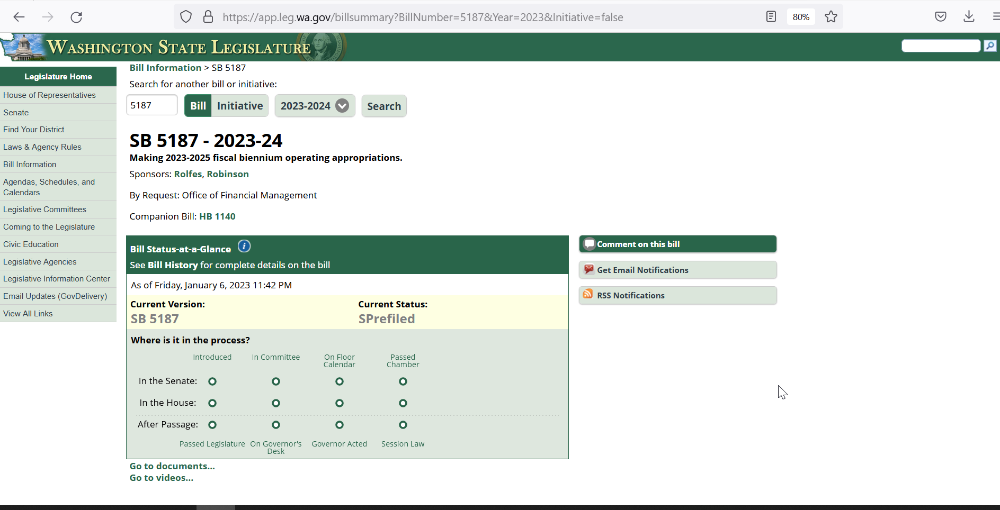 https://app.leg.wa.gov/billsummary?BillNumber=5187&Year=2023&Initiative=false
80%
WASHINGTON STATE LEGISLATURE
Legislature Home
House of Representatives
Senate
Find Your District
Laws & Agency Rules
Bill Information
Agendas, Schedules, and
Calendars
Legislative Committees
Coming to the Legislature
Civic Education
Legislative Agencies
Legislative Information Center
Email Updates (GovDelivery)
View All Links
Bill Information > SB 5187
Search for another bill or initiative:
5187 Bill Initiative 2023-2024 Search
SB 5187 - 2023-24
Making 2023-2025 fiscal biennium operating appropriations.
Sponsors: Rolfes, Robinson
By Request: Office of Financial Management
Companion Bill: HB 1140
Bill Status-at-a-Glance
See Bill History for complete details on the bill
As of Friday, January 6, 2023 11:42 PM
Current Version: Current Status:
SB 5187 SPrefiled
Where is it in the process?
Introduced In Committee On Floor Calendar Passed Chamber
In the Senate:
In the House:
After Passage:
Passed Legislature On Governor's Desk Governor Acted Session Law
Go to documents...
Go to videos...
Comment on this bill
Get Email Notifications
RSS Notifications